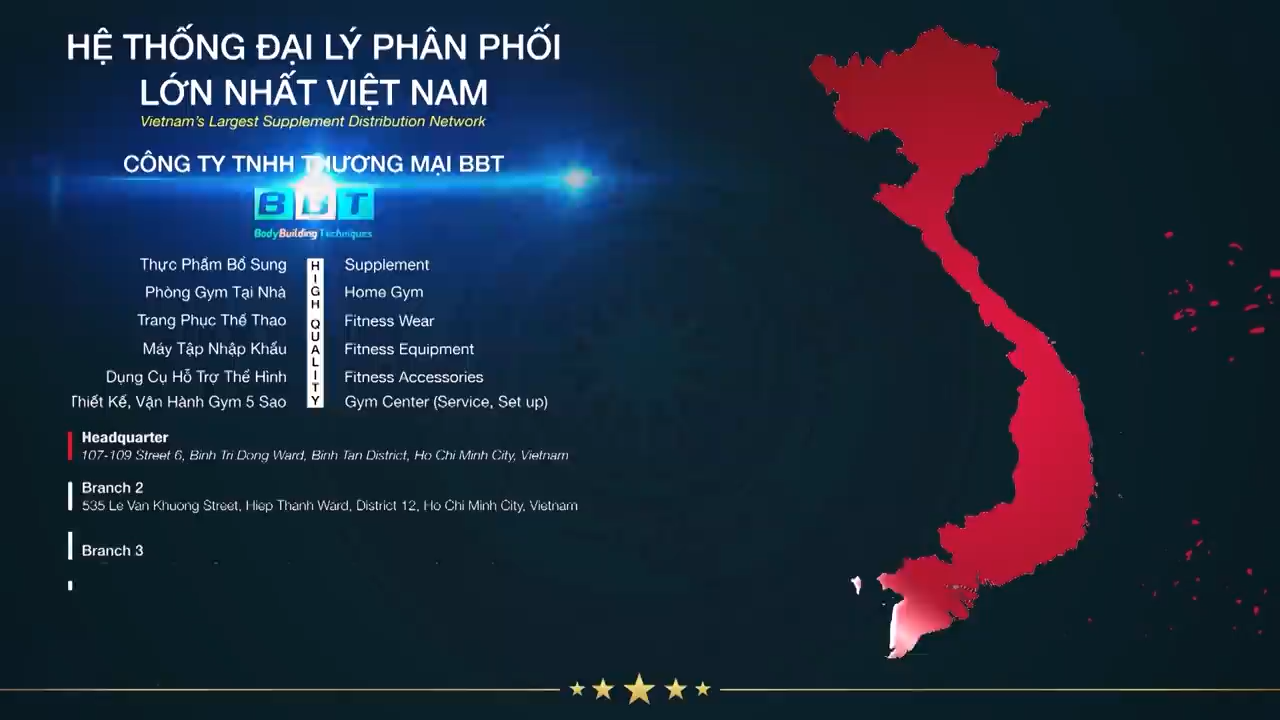 HỆ THỐNG ĐẠI LÝ PHÂN PHỐI
LỚN NHẤT VIỆT NAM
Vietnam's Largest Supplement Distribution Network
CÔNG TY TNHH THƯƠNG MẠI BBT
BBT
BodyBuilding Techniques
HIGH QUALITY
Thực Phẩm Bổ Sung Supplement
Phòng Gym Tại Nhà Home Gym
Trang Phục Thể Thao Fitness Wear
Máy Tập Nhập Khẩu Fitness Equipment
Dụng Cụ Hỗ Trợ Thể Hình Fitness Accessories
Thiết Kế, Vận Hành Gym 5 Sao Gym Center (Service, Set up)
Headquarter
107-109 Street 6, Binh Tri Dong Ward, Binh Tan District, Ho Chi Minh City, Vietnam
Branch 2
535 Le Van Khuong Street, Hiep Thanh Ward, District 12, Ho Chi Minh City, Vietnam
Branch 3